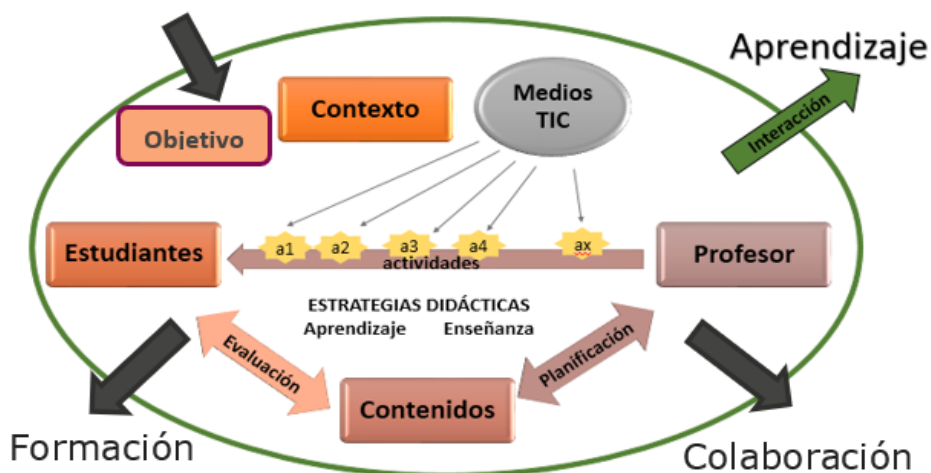 Aprendizaje
Interacción
Medios
TIC
Contexto
Objetivo
Estudiantes
a1
a2
a3
a4
ax
actividades
Profesor
ESTRATEGIAS DIDÁCTICAS
Aprendizaje Enseñanza
Evaluación
Planificación
Contenidos
Formación
Colaboración